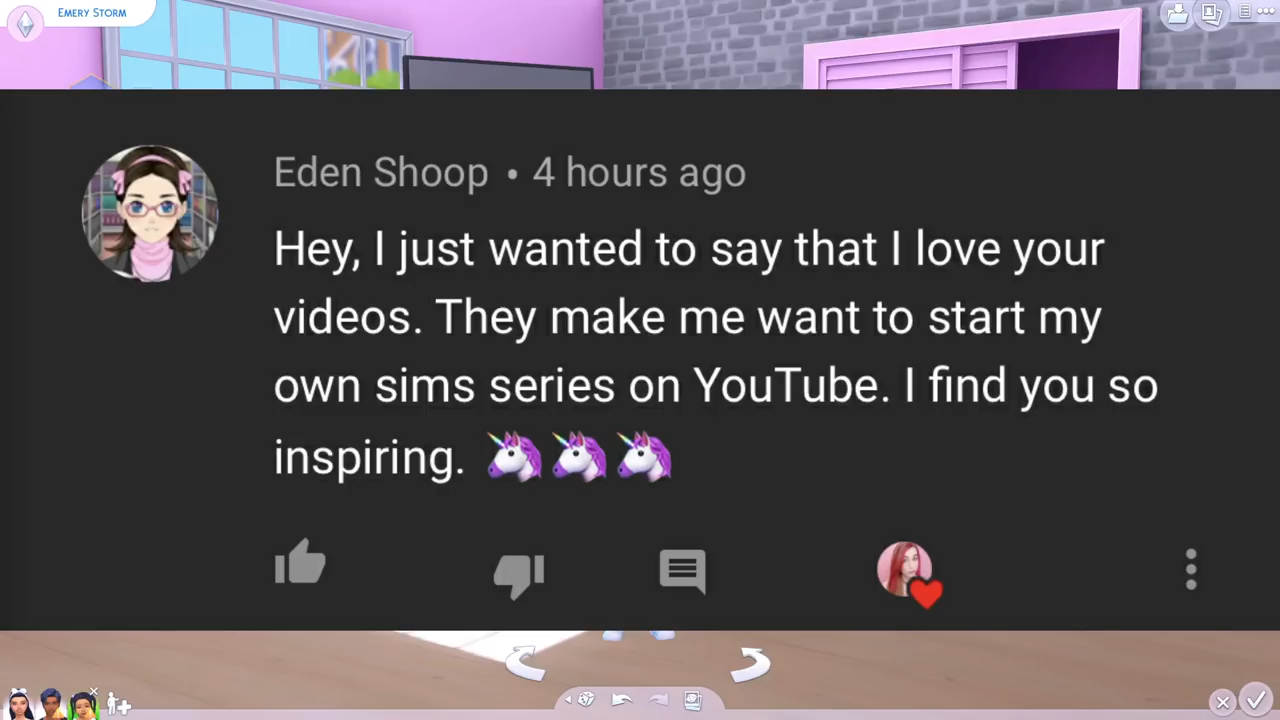 EMERY STORM
Eden Shoop • 4 hours ago
Hey, I just wanted to say that I love your
videos. They make me want to start my
own sims series on YouTube. I find you so
inspiring. 🦄🦄🦄